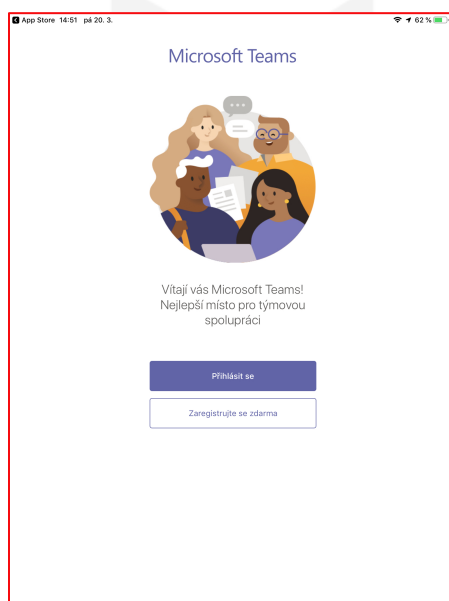 App Store 14:51 pá 20. 3. 62 %
Microsoft Teams
Vítají vás Microsoft Teams!
Nejlepší místo pro týmovou
spolupráci
Přihlásit se
Zaregistrujte se zdarma